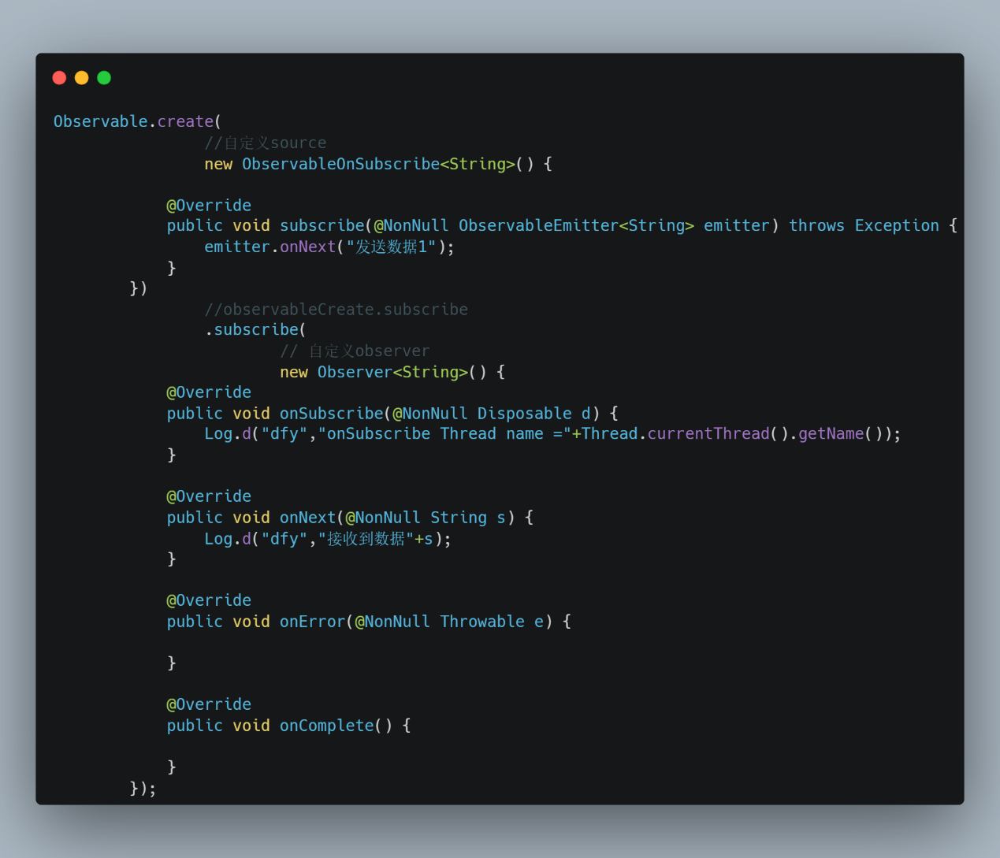 Observable.create(
//自定义source
new ObservableOnSubscribe<String>() {
@Override
public void subscribe(@NonNull ObservableEmitter<String> emitter) throws Exception {
emitter.onNext("发送数据1");
}
})
//observableCreate.subscribe
.subscribe(
// 自定义observer
new Observer<String>() {
@Override
public void onSubscribe(@NonNull Disposable d) {
Log.d("dfy","onSubscribe Thread name ="+Thread.currentThread().getName());
}
@Override
public void onNext(@NonNull String s) {
Log.d("dfy","接收到数据"+s);
}
@Override
public void onError(@NonNull Throwable e) {
}
@Override
public void onComplete() {
}
});